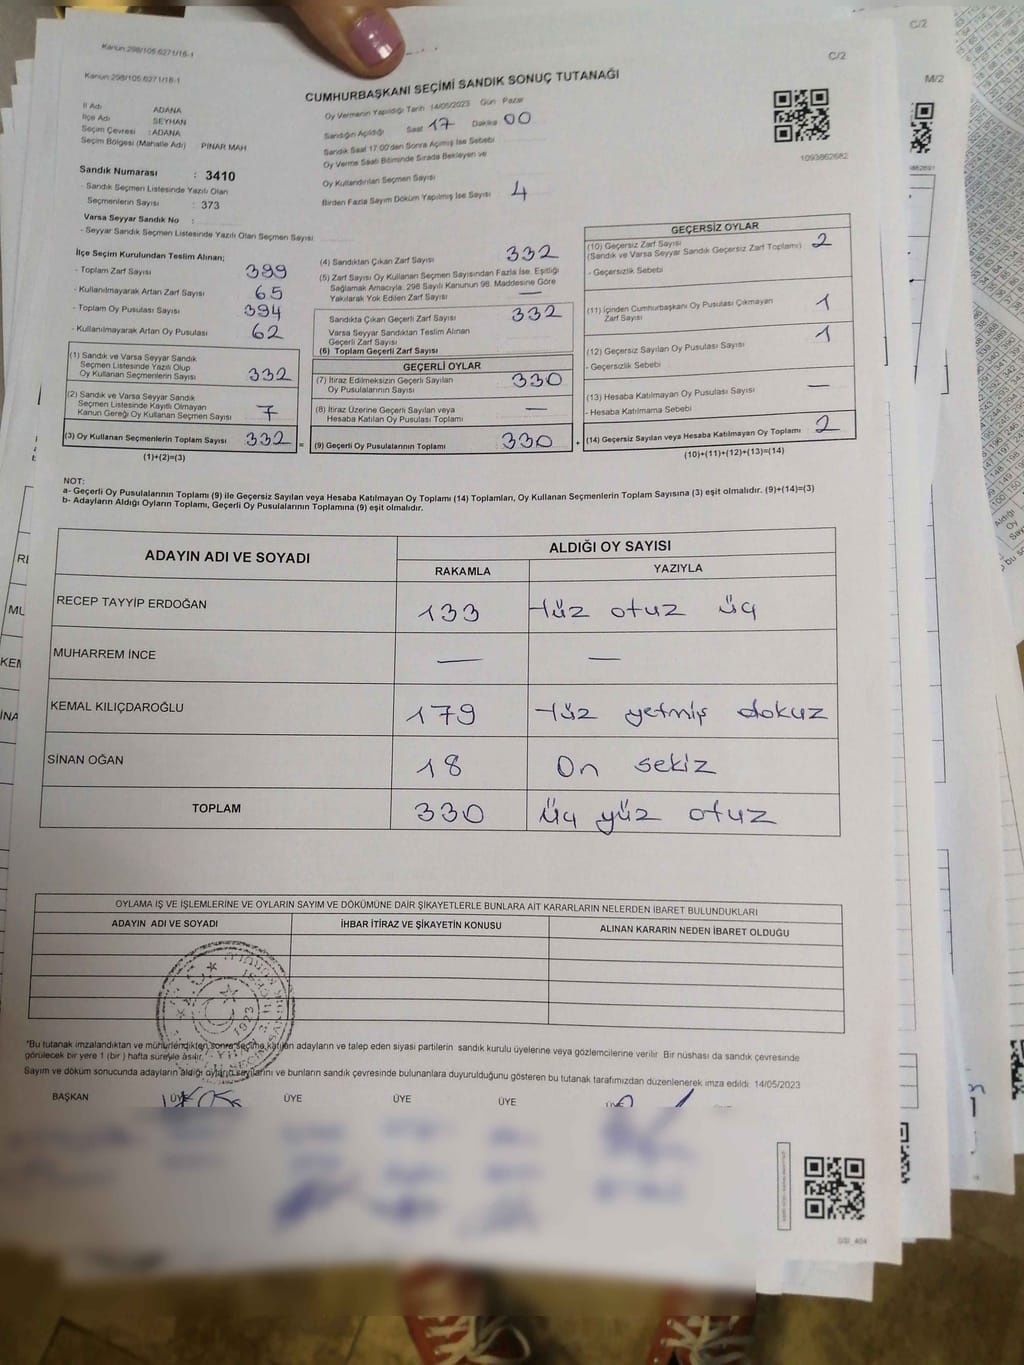 Kanun:298/105 6271/18-1
C/2
C/2
M/2
Kanun:298/105 6271/18-1
CUMHURBAŞKANI SEÇİMİ SANDIK SONUÇ TUTANAĞI
İl Adı ADANA
İlçe Adı SEYHAN
Seçim Çevresi : ADANA
Seçim Bölgesi (Mahalle Adı) PINAR MAH
Oy Vermenin Yapıldığı Tarih 14/05/2023 Gün Pazar
Sandığın Açıldığı Saat 17 Dakika 00
Sandık Saat 17:00'den Sonra Açılmış İse Sebebi
Oy Verme Saati Bitiminde Sırada Bekleyen ve
Oy Kullandırılan Seçmen Sayısı
Birden Fazla Sayım Döküm Yapılmış İse Sayısı 4
1093862682
Sandık Numarası : 3410
- Sandık Seçmen Listesinde Yazılı Olan
Seçmenlerin Sayısı : 373
Varsa Seyyar Sandık No :
- Seyyar Sandık Seçmen Listesinde Yazılı Olan Seçmen Sayısı
İlçe Seçim Kurulundan Teslim Alınan;
- Toplam Zarf Sayısı 399
- Kullanılmayarak Artan Zarf Sayısı 65
- Toplam Oy Pusulası Sayısı 394
- Kullanılmayarak Artan Oy Pusulası 62
(1) Sandık ve Varsa Seyyar Sandık
Seçmen Listesinde Yazılı Olup
Oy Kullanan Seçmenlerin Sayısı 332
(2) Sandık ve Varsa Seyyar Sandık
Seçmen Listesinde Kayıtlı Olmayan
Kanun Gereği Oy Kullanan Seçmen Sayısı 7
(3) Oy Kullanan Seçmenlerin Toplam Sayısı 332 =
(1)+(2)=(3)
(4) Sandıktan Çıkan Zarf Sayısı 332
(5) Zarf Sayısı Oy Kullanan Seçmen Sayısından Fazla İse, Eşitliği
Sağlamak Amacıyla, 298 Sayılı Kanunun 98. Maddesine Göre
Yakılarak Yok Edilen Zarf Sayısı —
Sandıkta Çıkan Geçerli Zarf Sayısı 332
Varsa Seyyar Sandıktan Teslim Alınan
Geçerli Zarf Sayısı
(6) Toplam Geçerli Zarf Sayısı
GEÇERLİ OYLAR
(7) İtiraz Edilmeksizin Geçerli Sayılan
Oy Pusulalarının Sayısı 330
(8) İtiraz Üzerine Geçerli Sayılan veya
Hesaba Katılan Oy Pusulası Toplamı —
(9) Geçerli Oy Pusulalarının Toplamı 330 +
GEÇERSİZ OYLAR
(10) Geçersiz Zarf Sayısı 2
(Sandık ve Varsa Seyyar Sandık Geçersiz Zarf Toplamı)
- Geçersizlik Sebebi
(11) İçinden Cumhurbaşkanı Oy Pusulası Çıkmayan 1
Zarf Sayısı
(12) Geçersiz Sayılan Oy Pusulası Sayısı 1
- Geçersizlik Sebebi
(13) Hesaba Katılmayan Oy Pusulası Sayısı —
- Hesaba Katılmama Sebebi
(14) Geçersiz Sayılan veya Hesaba Katılmayan Oy Toplamı 2
(10)+(11)+(12)+(13)=(14)
NOT:
a- Geçerli Oy Pusulalarının Toplamı (9) ile Geçersiz Sayılan veya Hesaba Katılmayan Oy Toplamı (14) Toplamları, Oy Kullanan Seçmenlerin Toplam Sayısına (3) eşit olmalıdır. (9)+(14)=(3)
b- Adayların Aldığı Oyların Toplamı, Geçerli Oy Pusulalarının Toplamına (9) eşit olmalıdır.
ADAYIN ADI VE SOYADI
ALDIĞI OY SAYISI
RAKAMLA YAZIYLA
RECEP TAYYİP ERDOĞAN 133 Yüz otuz üç
MUHARREM İNCE — —
KEMAL KILIÇDAROĞLU 179 Yüz yetmiş dokuz
SİNAN OĞAN 18 On sekiz
TOPLAM 330 Üç yüz otuz
OYLAMA İŞ VE İŞLEMLERİNE VE OYLARIN SAYIM VE DÖKÜMÜNE DAİR ŞİKAYETLERLE BUNLARA AİT KARARLARIN NELERDEN İBARET BULUNDUKLARI
ADAYIN ADI VE SOYADI İHBAR İTİRAZ VE ŞİKAYETİN KONUSU ALINAN KARARIN NEDEN İBARET OLDUĞU
1923
*Bu tutanak imzalandıktan ve mühürlendikten sonra seçime katılan adayların ve talep eden siyasi partilerin sandık kurulu üyelerine veya gözlemcilerine verilir. Bir nüshası da sandık çevresinde
görülecek bir yere 1 (bir) hafta süreyle asılır.
Sayım ve döküm sonucunda adayların aldığı oyların sayılarını ve bunların sandık çevresinde bulunanlara duyurulduğunu gösteren bu tutanak tarafımızdan düzenlenerek imza edildi. 14/05/2023
BAŞKAN ÜYE ÜYE ÜYE ÜYE ÜYE ÜYE